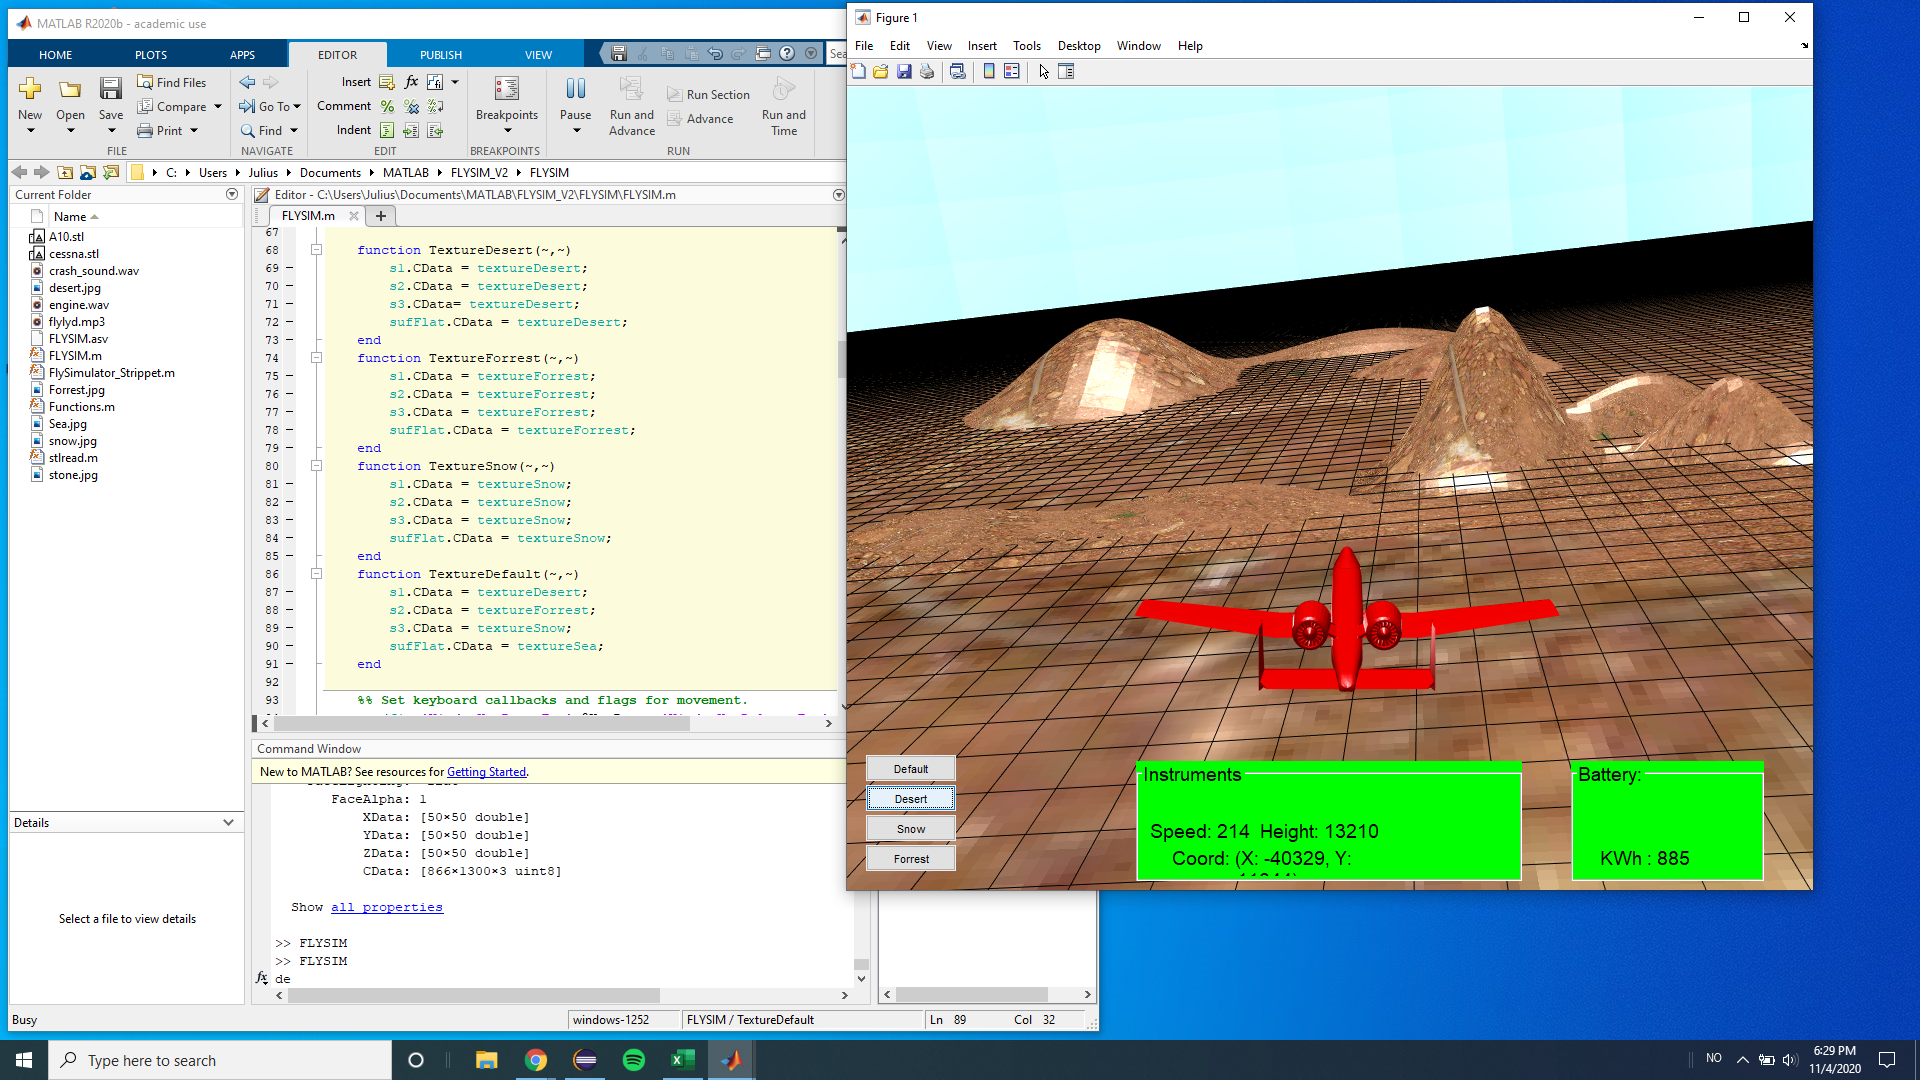 MATLAB R2020b - academic use
HOME PLOTS APPS EDITOR PUBLISH VIEW
Sea
New Open Save
Find Files
Compare
Print
FILE
Go To
Find
NAVIGATE
Insert fx
Comment
Indent
EDIT
Breakpoints
BREAKPOINTS
Pause
Run and
Advance
Run Section
Advance
Run and
Time
RUN
C: Users Julius Documents MATLAB FLYSIM_V2 FLYSIM
Current Folder
Name
A10.stl
cessna.stl
crash_sound.wav
desert.jpg
engine.wav
flylyd.mp3
FLYSIM.asv
FLYSIM.m
FlySimulator_Strippet.m
Forrest.jpg
Functions.m
Sea.jpg
snow.jpg
stlread.m
stone.jpg
Details
Select a file to view details
Editor - C:\Users\Julius\Documents\MATLAB\FLYSIM_V2\FLYSIM\FLYSIM.m
FLYSIM.m
67
68 function TextureDesert(~,~)
69 s1.CData = textureDesert;
70 s2.CData = textureDesert;
71 s3.CData= textureDesert;
72 sufFlat.CData = textureDesert;
73 end
74 function TextureForrest(~,~)
75 s1.CData = textureForrest;
76 s2.CData = textureForrest;
77 s3.CData = textureForrest;
78 sufFlat.CData = textureForrest;
79 end
80 function TextureSnow(~,~)
81 s1.CData = textureSnow;
82 s2.CData = textureSnow;
83 s3.CData = textureSnow;
84 sufFlat.CData = textureSnow;
85 end
86 function TextureDefault(~,~)
87 s1.CData = textureDesert;
88 s2.CData = textureForrest;
89 s3.CData = textureSnow;
90 sufFlat.CData = textureSea;
91 end
92
93 %% Set keyboard callbacks and flags for movement.
Command Window
New to MATLAB? See resources for Getting Started.
FaceAlpha: 1
XData: [50×50 double]
YData: [50×50 double]
ZData: [50×50 double]
CData: [866×1300×3 uint8]
Show all properties
>> FLYSIM
>> FLYSIM
fx de
Busy
windows-1252
FLYSIM / TextureDefault
Ln 89 Col 32
Figure 1
File Edit View Insert Tools Desktop Window Help
Default
Desert
Snow
Forrest
Instruments
Speed: 214 Height: 13210
Coord: (X: -40329, Y:
Battery:
KWh : 885
Type here to search
NO
6:29 PM
11/4/2020